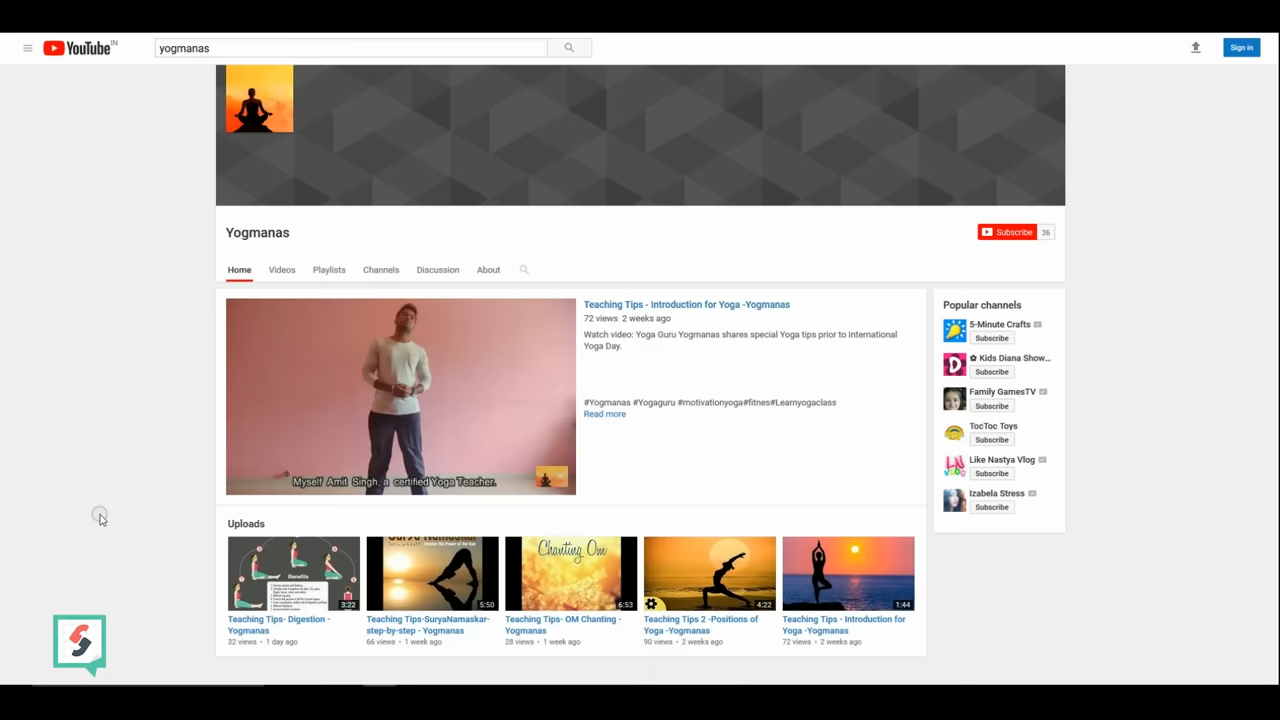 YouTube IN
yogmanas
Sign in
Yogmanas
Subscribe 36
Home Videos Playlists Channels Discussion About
Myself Amit Singh, a certified Yoga Teacher.
Teaching Tips - Introduction for Yoga -Yogmanas
72 views 2 weeks ago
Watch video: Yoga Guru Yogmanas shares special Yoga tips prior to International
Yoga Day.
#Yogmanas #Yogaguru #motivationyoga#fitnes#Learnyogaclass
Read more
Popular channels
5-Minute Crafts
Subscribe
✿ Kids Diana Show...
Subscribe
Family GamesTV
Subscribe
TocToc Toys
Subscribe
Like Nastya Vlog
Subscribe
Izabela Stress
Subscribe
Uploads
Benefits
3:22
Teaching Tips- Digestion -
Yogmanas
32 views • 1 day ago
5:50
Teaching Tips-SuryaNamaskar-
step-by-step - Yogmanas
66 views • 1 week ago
Chanting Om
6:53
Teaching Tips- OM Chanting -
Yogmanas
28 views • 1 week ago
4:22
Teaching Tips 2 -Positions of
Yoga -Yogmanas
90 views • 2 weeks ago
1:44
Teaching Tips - Introduction for
Yoga -Yogmanas
72 views • 2 weeks ago